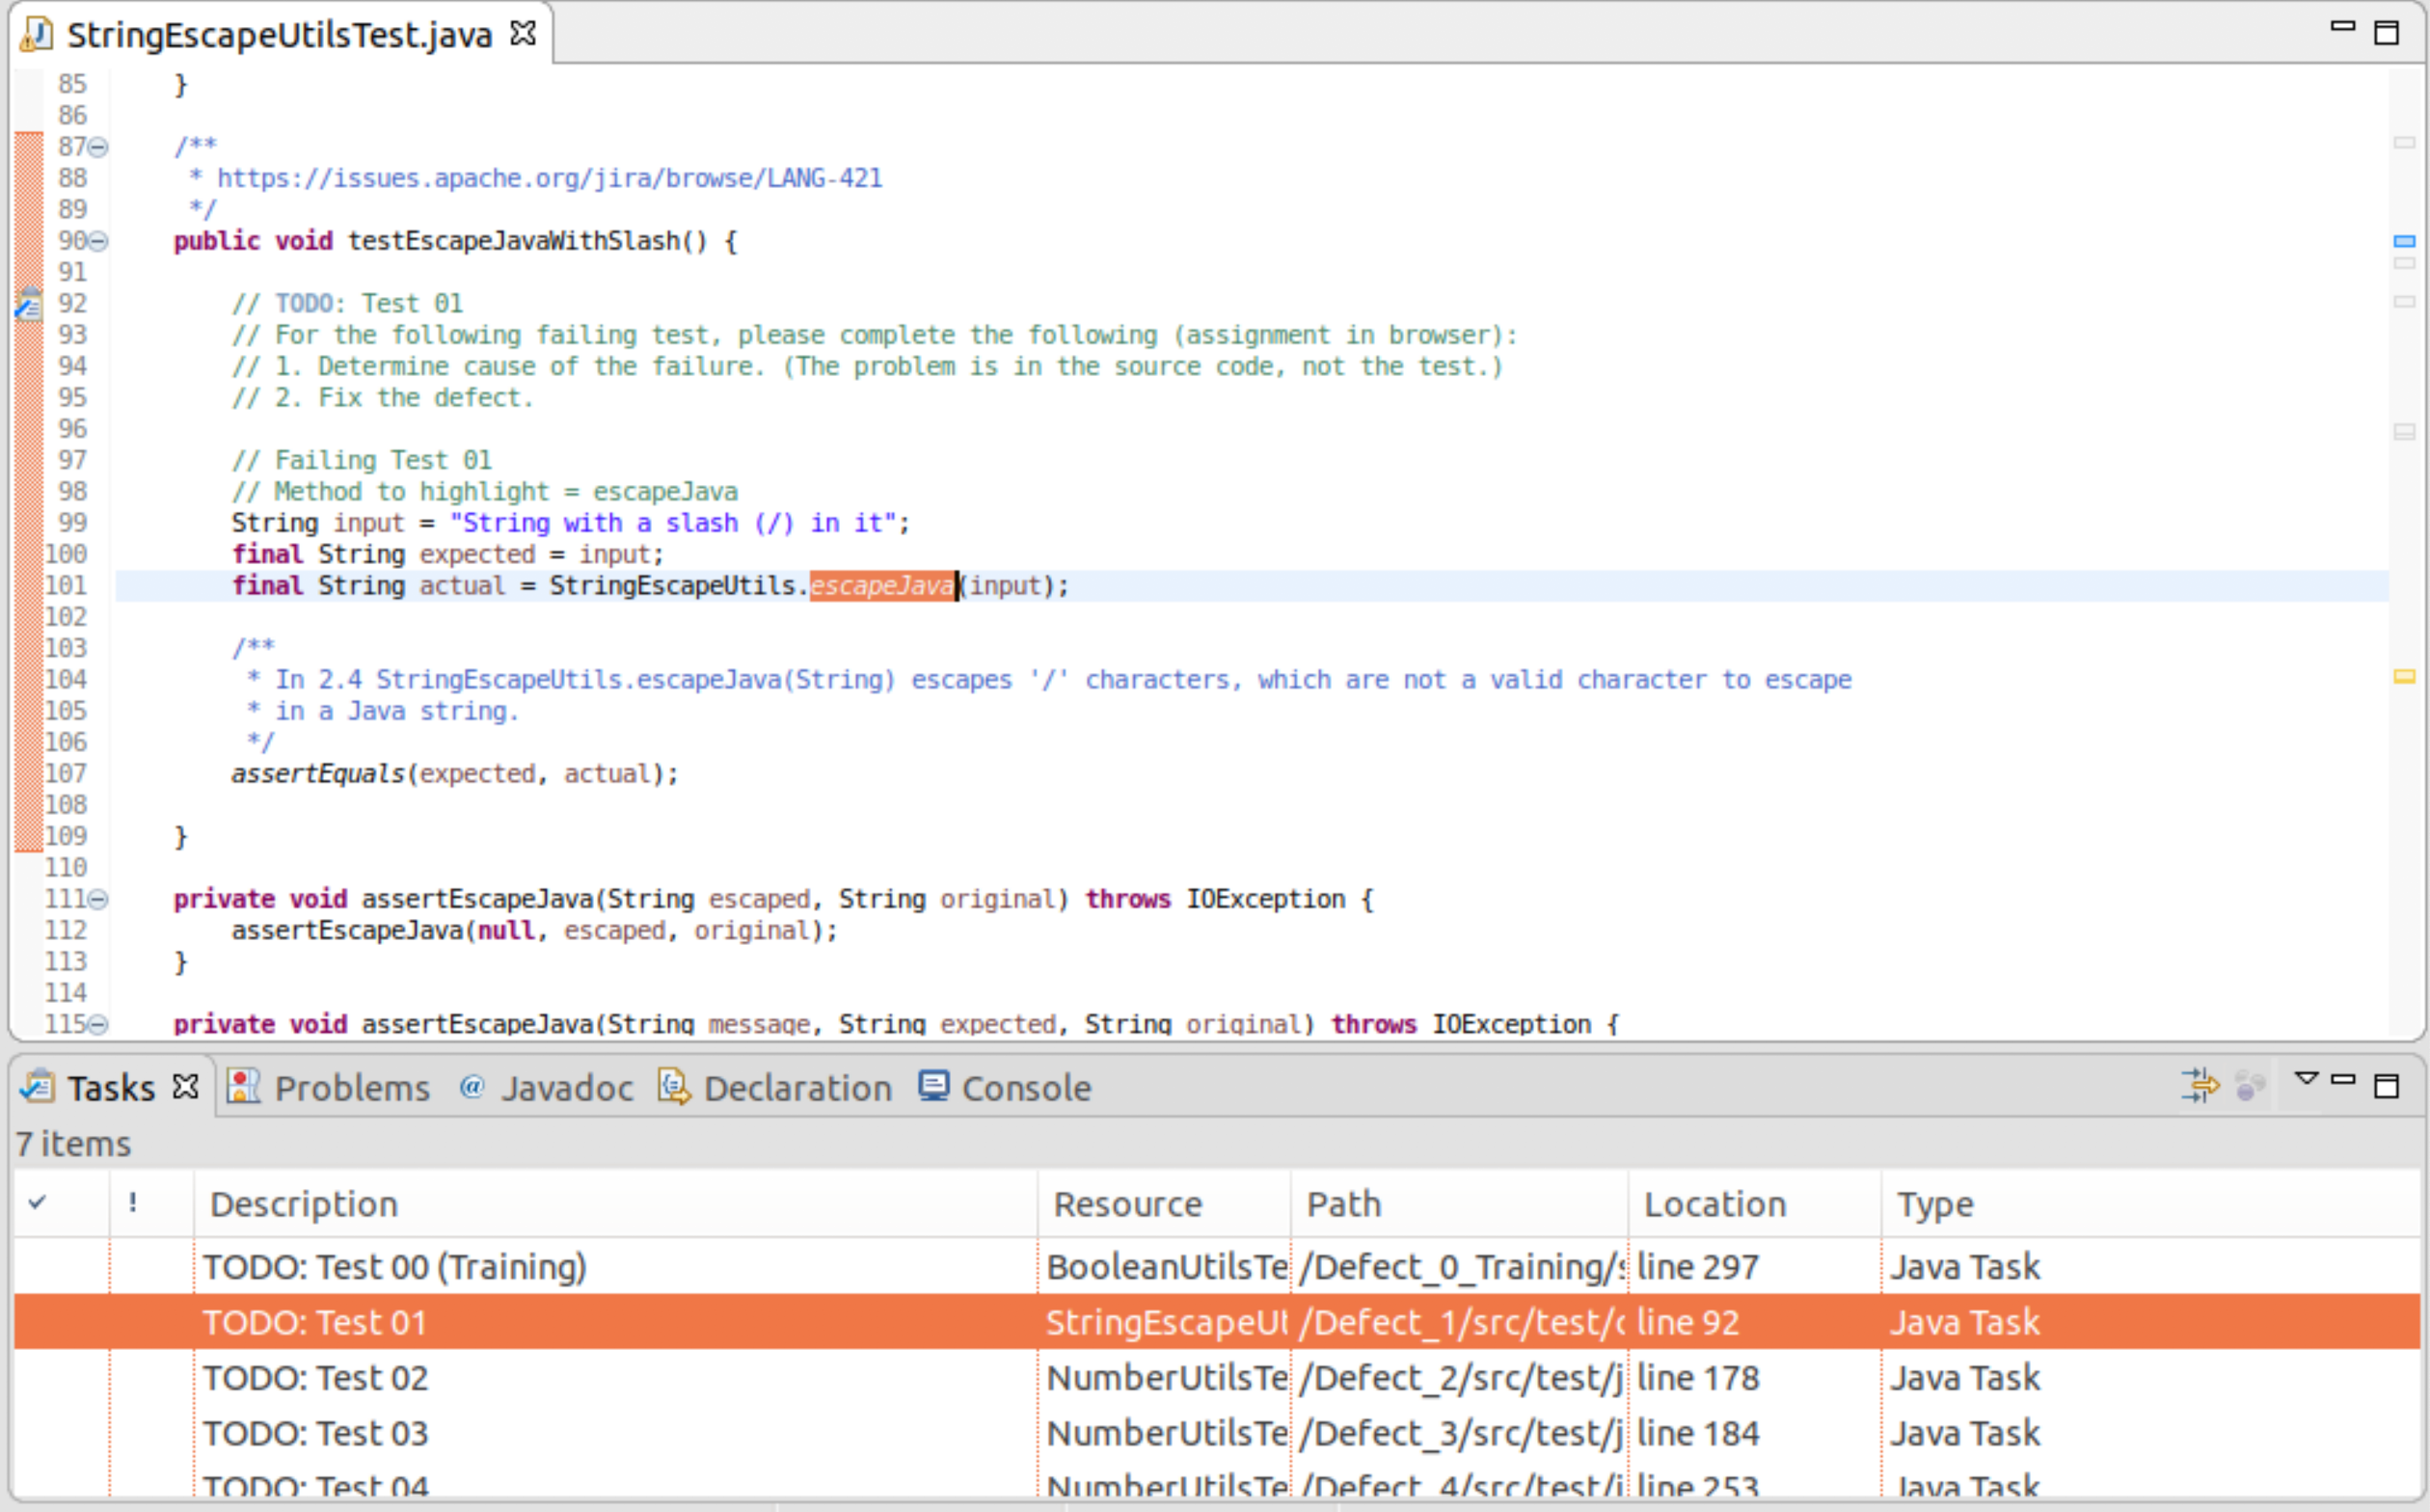 StringEscapeUtilsTest.java
85 }
86
87 /**
88 * https://issues.apache.org/jira/browse/LANG-421
89 */
90 public void testEscapeJavaWithSlash() {
91
92 // TODO: Test 01
93 // For the following failing test, please complete the following (assignment in browser):
94 // 1. Determine cause of the failure. (The problem is in the source code, not the test.)
95 // 2. Fix the defect.
96
97 // Failing Test 01
98 // Method to highlight = escapeJava
99 String input = "String with a slash (/) in it";
100 final String expected = input;
101 final String actual = StringEscapeUtils.escapeJava(input);
102
103 /**
104 * In 2.4 StringEscapeUtils.escapeJava(String) escapes '/' characters, which are not a valid character to escape
105 * in a Java string.
106 */
107 assertEquals(expected, actual);
108
109 }
110
111 private void assertEscapeJava(String escaped, String original) throws IOException {
112 assertEscapeJava(null, escaped, original);
113 }
114
115 private void assertEscapeJava(String message, String expected, String original) throws IOException {
Tasks Problems @ Javadoc Declaration Console
7 items
! Description Resource Path Location Type
TODO: Test 00 (Training) BooleanUtilsTe /Defect_0_Training/s line 297 Java Task
TODO: Test 01 StringEscapeUt /Defect_1/src/test/c line 92 Java Task
TODO: Test 02 NumberUtilsTe /Defect_2/src/test/j line 178 Java Task
TODO: Test 03 NumberUtilsTe /Defect_3/src/test/j line 184 Java Task
TODO: Test 04 NumberUtilsTe /Defect_4/src/test/j line 253 Java Task